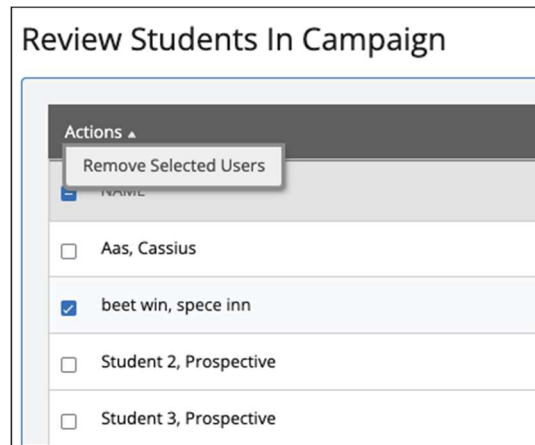 Review Students In Campaign
Actions ▴
Remove Selected Users
NAME
Aas, Cassius
beet win, spece inn
Student 2, Prospective
Student 3, Prospective